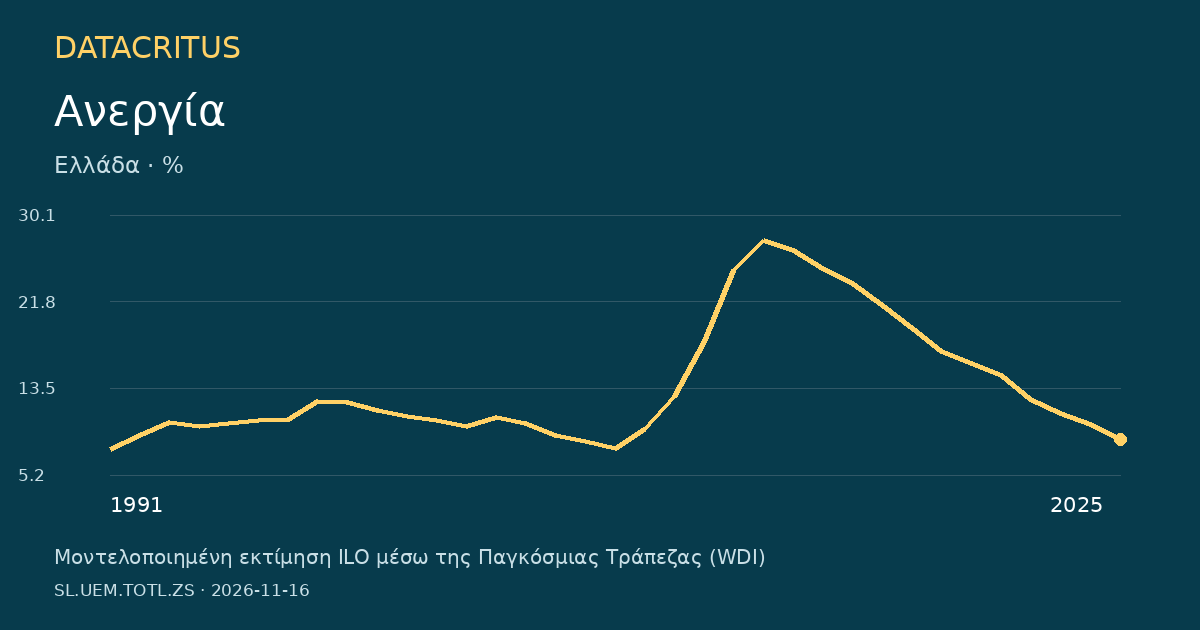 DATACRITUS
Ανεργία
Ελλάδα · %
30.1
21.8
13.5
5.2
1991
2025
Μοντελοποιημένη εκτίμηση ILO μέσω της Παγκόσμιας Τράπεζας (WDI)
SL.UEM.TOTL.ZS · 2026-11-16